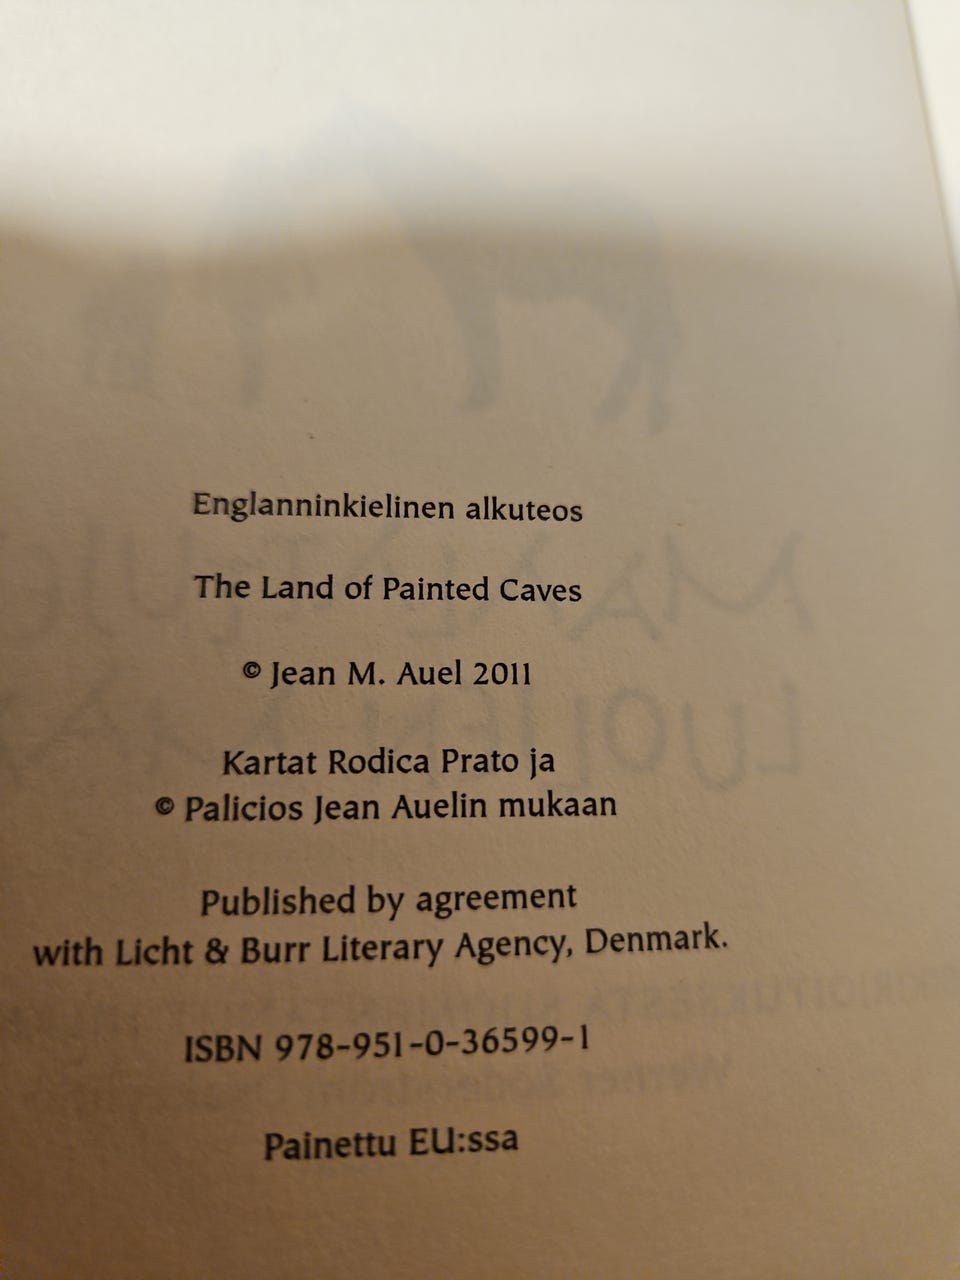 Englanninkielinen alkuteos
The Land of Painted Caves
© Jean M. Auel 2011
Kartat Rodica Prato ja
© Palicios Jean Auelin mukaan
Published by agreement
with Licht & Burr Literary Agency, Denmark.
ISBN 978-951-0-36599-1
Painettu EU:ssa